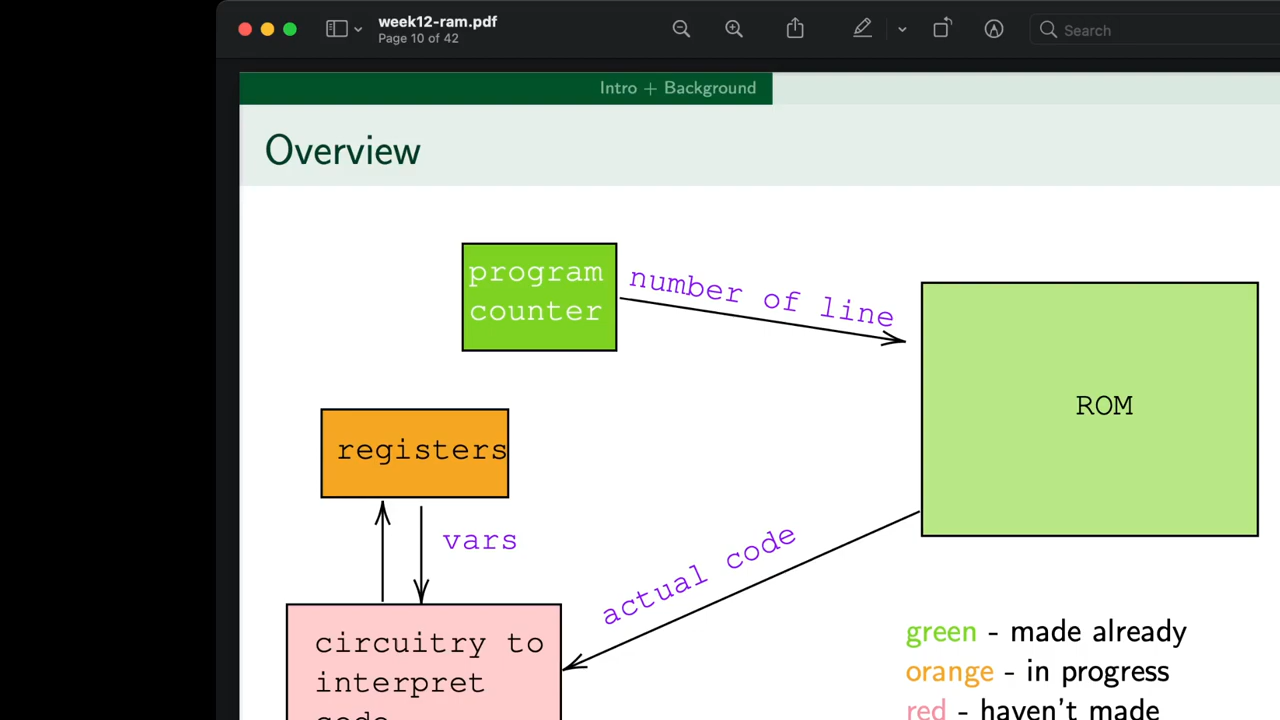 week12-ram.pdf
Page 10 of 42
Search
Intro + Background
Overview
program
counter
number of line
ROM
registers
vars
actual code
circuitry to
interpret
code
green - made already
orange - in progress
red - haven't made